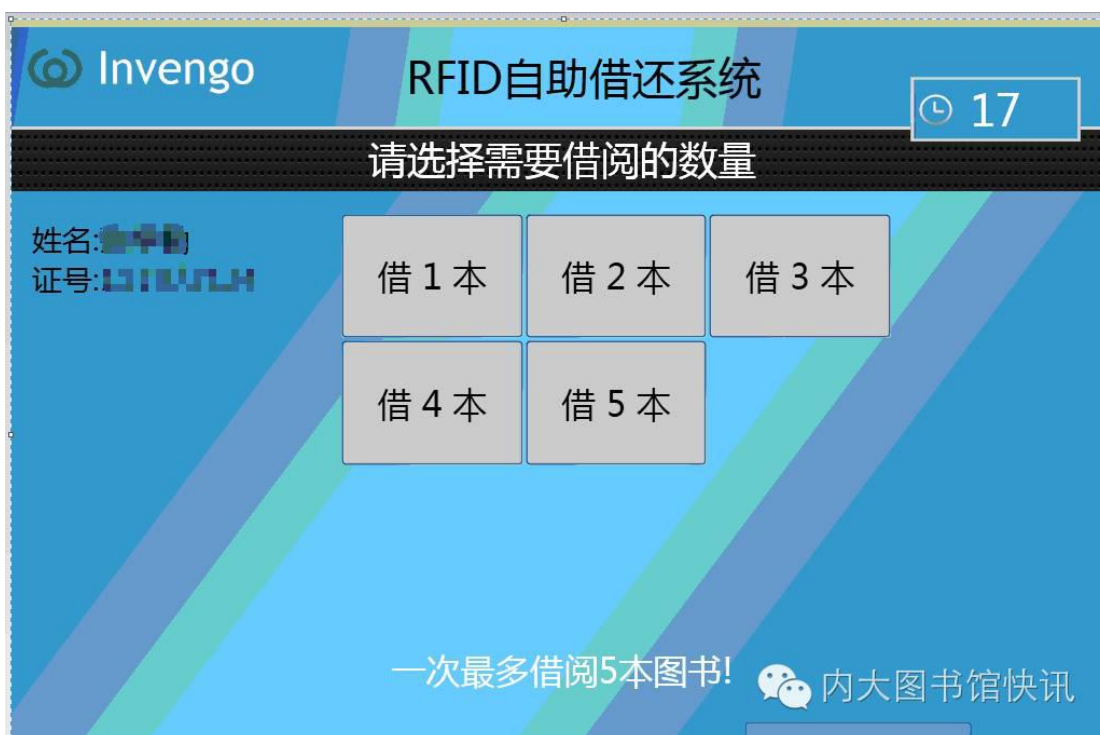 Invengo
RFID自助借还系统
17
请选择需要借阅的数量
姓名:
证号:
借 1 本
借 2 本
借 3 本
借 4 本
借 5 本
一次最多借阅5本图书!
内大图书馆快讯